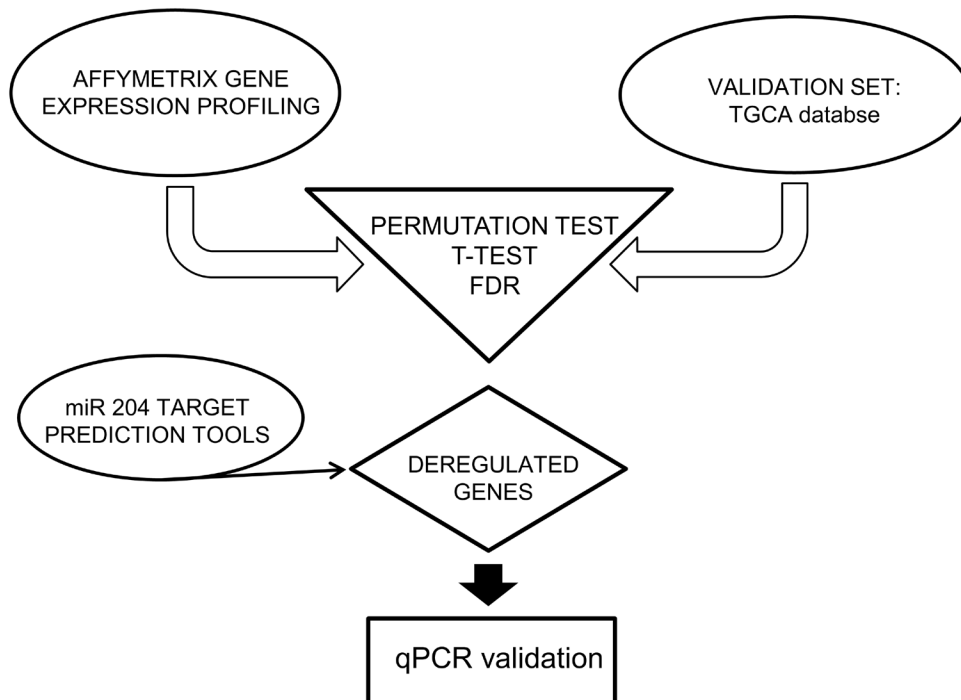 AFFYMETRIX GENE
EXPRESSION PROFILING
VALIDATION SET:
TGCA databse
PERMUTATION TEST
T-TEST
FDR
miR 204 TARGET
PREDICTION TOOLS
DEREGULATED
GENES
qPCR validation